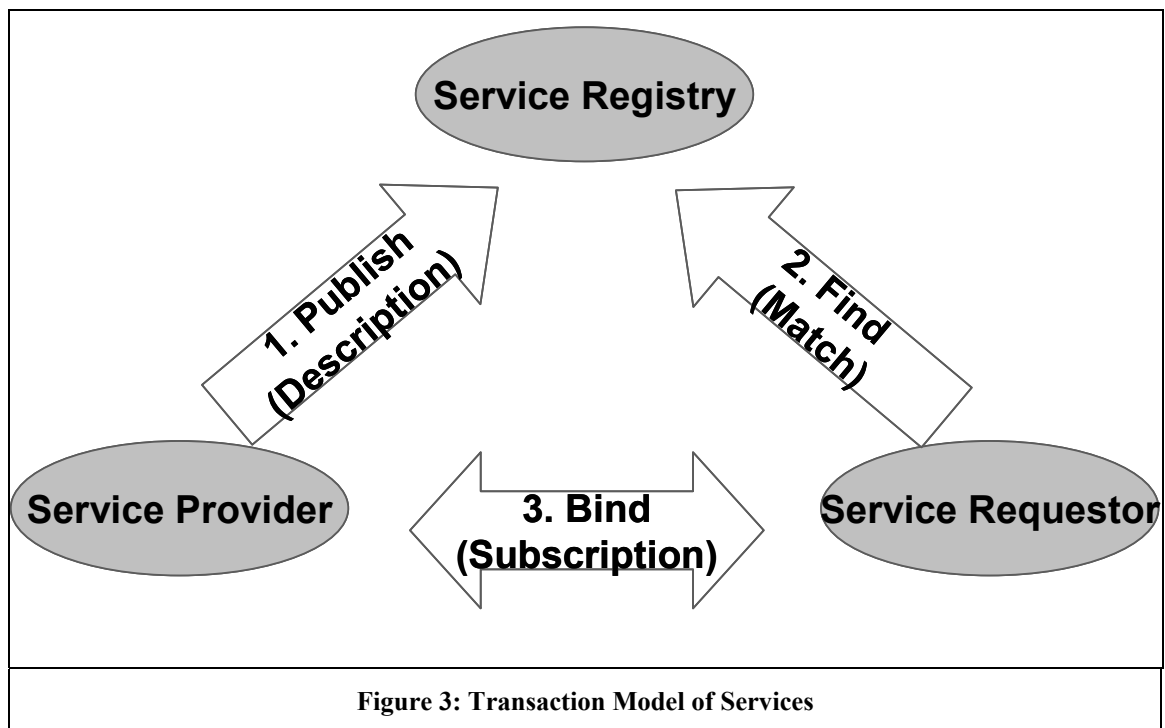 Service Registry
1. Publish
(Description)
2. Find
(Match)
Service Provider
3. Bind
(Subscription)
Service Requestor
Figure 3: Transaction Model of Services